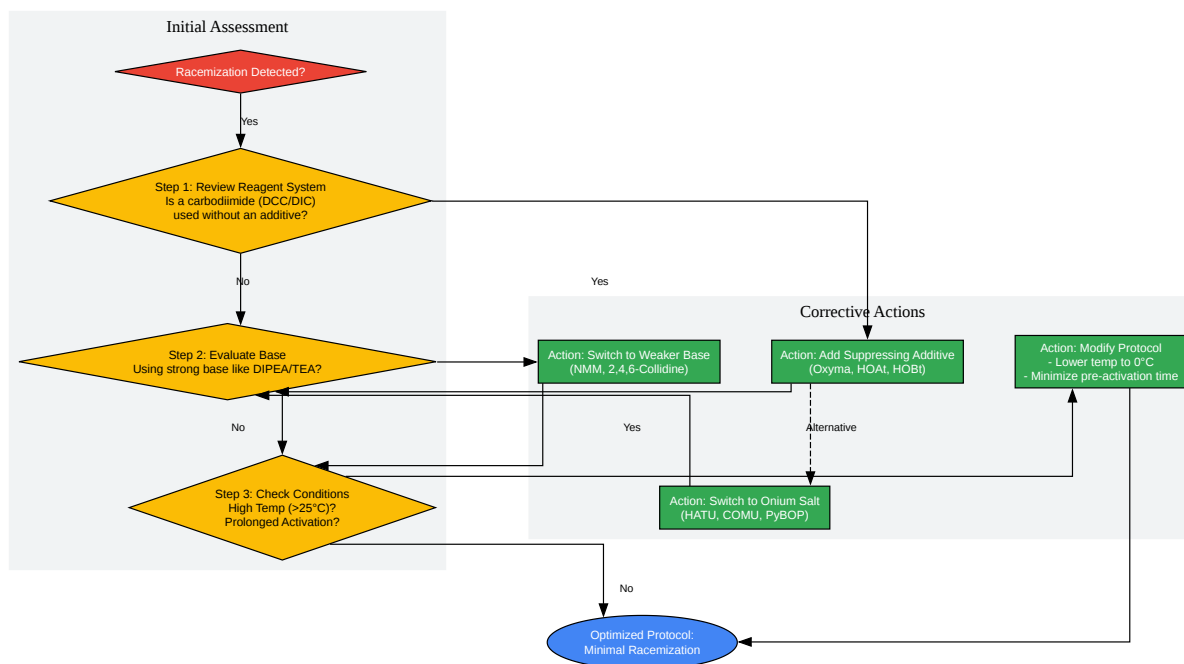 Initial Assessment
Racemization Detected?
Yes
Step 1: Review Reagent System
Is a carbodiimide (DCC/DIC)
used without an additive?
No
Yes
Corrective Actions
Step 2: Evaluate Base
Using strong base like DIPEA/TEA?
Action: Switch to Weaker Base
(NMM, 2,4,6-Collidine)
Action: Add Suppressing Additive
(Oxyma, HOAt, HOBt)
Action: Modify Protocol
- Lower temp to 0°C
- Minimize pre-activation time
No
Yes
Alternative
Step 3: Check Conditions
High Temp (>25°C)?
Prolonged Activation?
Action: Switch to Onium Salt
(HATU, COMU, PyBOP)
No
Optimized Protocol:
Minimal Racemization